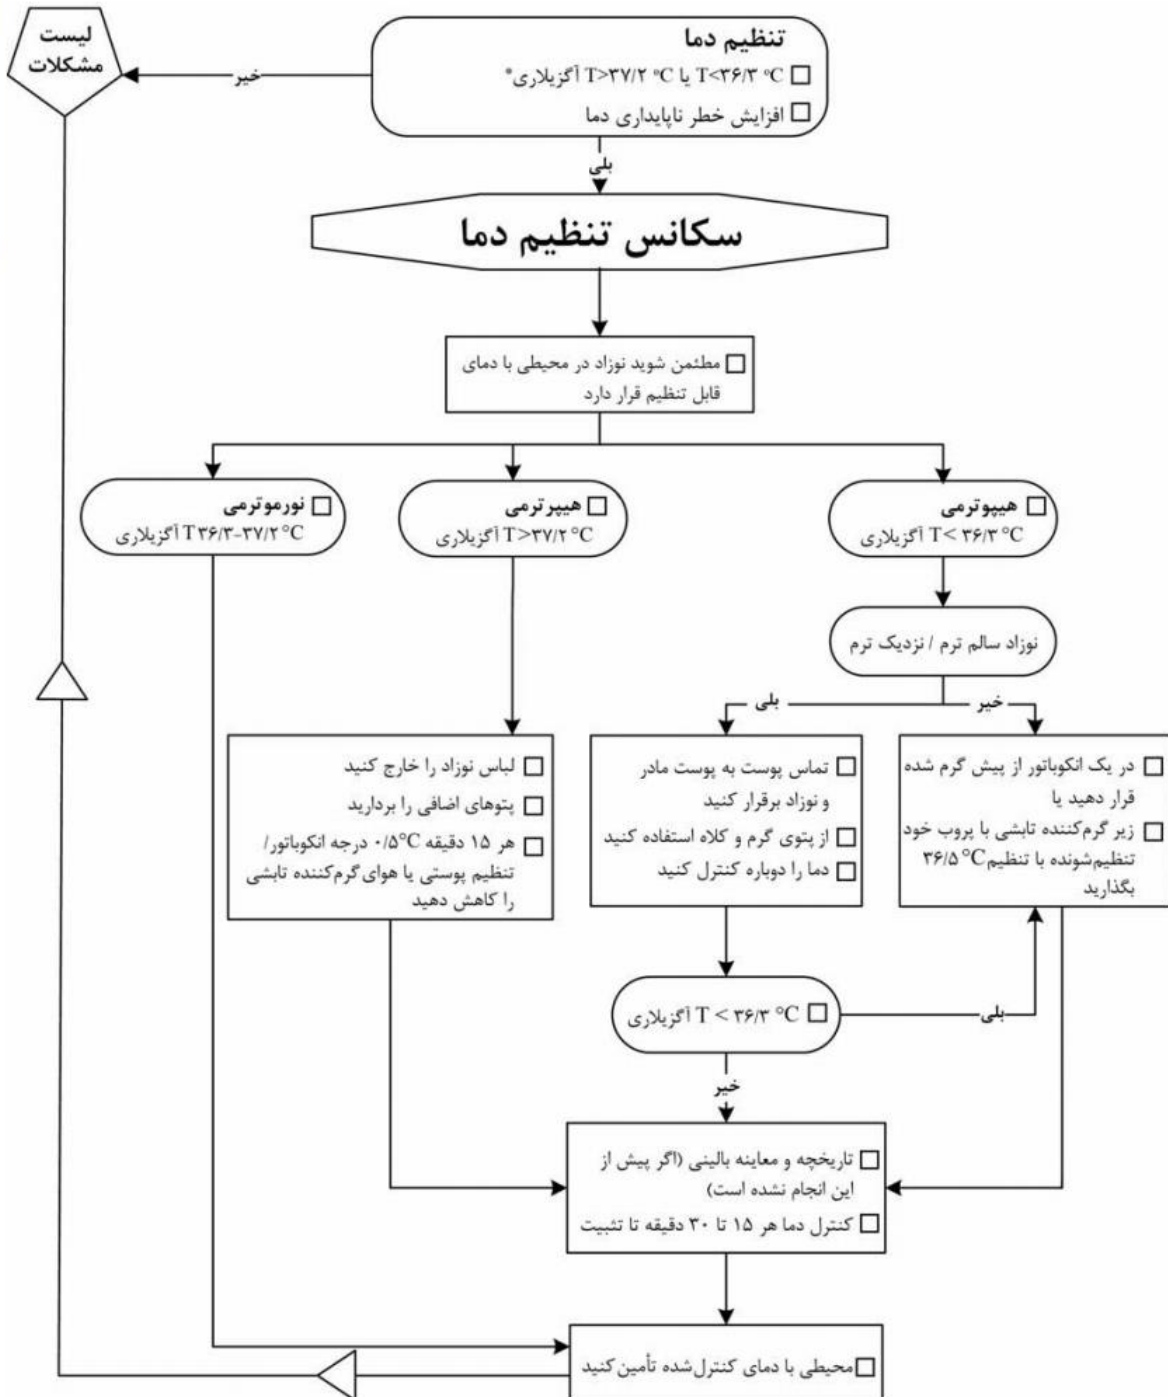 لیست
مشکلات
تنظیم دما
☐ T<۳۶/۳ °C یا T>۳۷/۲ °C آگزیلاری*
☐ افزایش خطر ناپایداری دما
خیر
بلی
سکانس تنظیم دما
☐ مطمئمن شوید نوزاد در محیطی با دمای
قابل تنظیم قرار دارد
☐ هیپوترمی
T< ۳۶/۳ °C آگزیلاری
☐ هیپرترمی
T>۳۷/۲ °C آگزیلاری
☐ نورموترمی
T ۳۶/۳-۳۷/۲ °C آگزیلاری
نوزاد سالم ترم / نزدیک ترم
خیر
بلی
☐ در یک انکوباتور از پیش گرم شده
قرار دهید یا
☐ زیر گرم‌کننده تابشی با پروب خود
تنظیم‌شونده با تنظیم ۳۶/۵ °C
بگذارید
☐ تماس پوست به پوست مادر
و نوزاد برقرار کنید
☐ از پتوی گرم و کلاه استفاده کنید
☐ دما را دوباره کنترل کنید
☐ لباس نوزاد را خارج کنید
☐ پتوهای اضافی را بردارید
☐ هر ۱۵ دقیقه ۰/۵°C درجه انکوباتور/
تنظیم پوستی یا هوای گرم‌کننده تابشی
را کاهش دهید
☐ T < ۳۶/۳ °C آگزیلاری
بلی
خیر
☐ تاریخچه و معاینه بالینی (اگر پیش از
این انجام نشده است)
☐ کنترل دما هر ۱۵ تا ۳۰ دقیقه تا تثبیت
☐ محیطی با دمای کنترل‌شده تأمین کنید